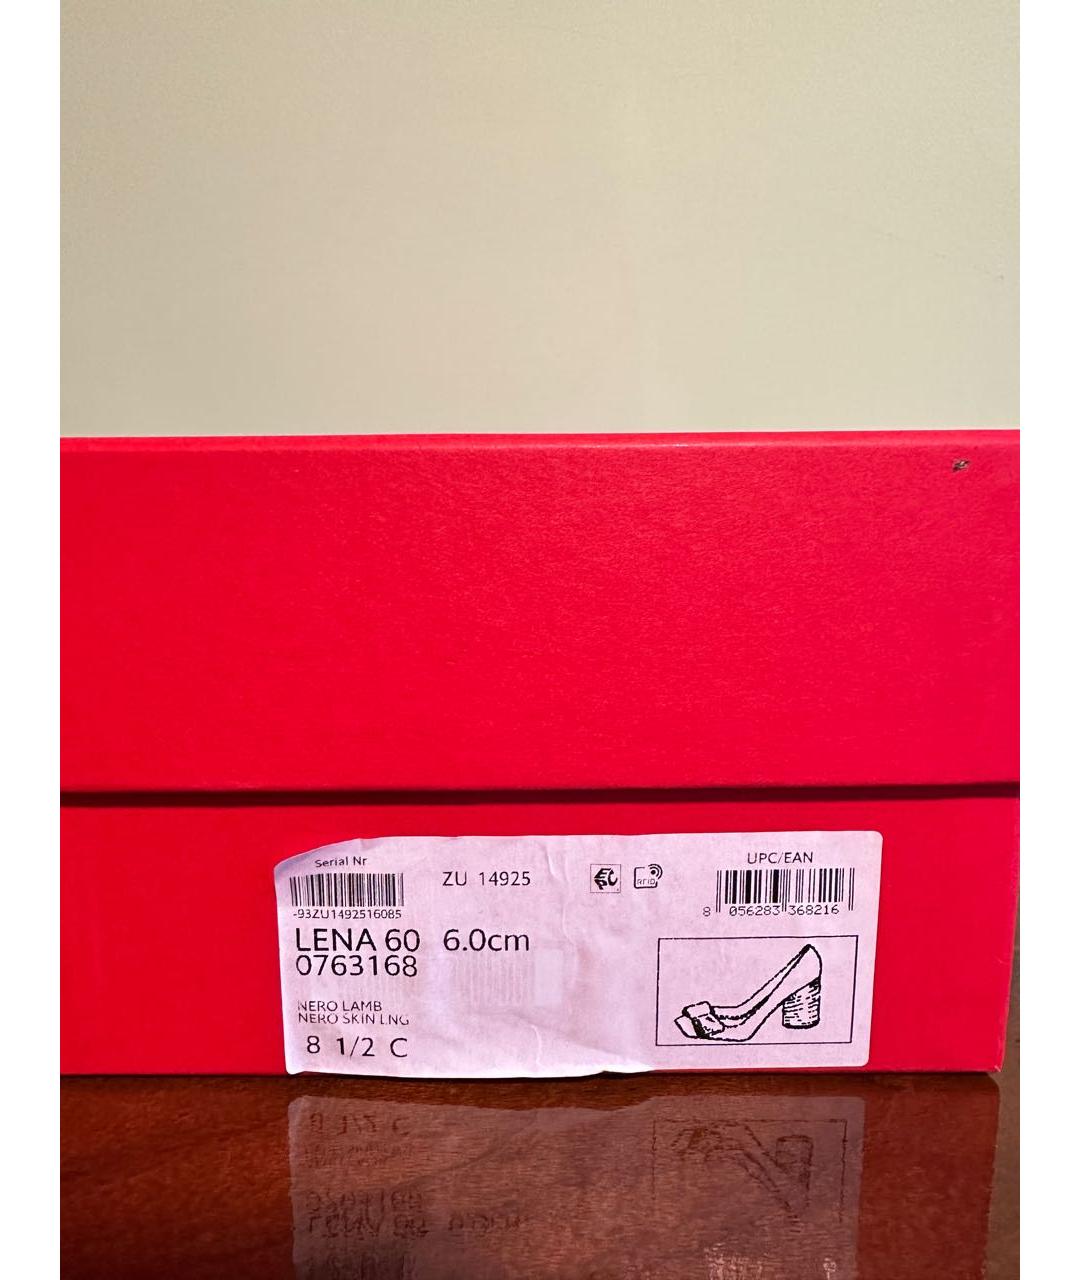 Serial Nr
-93ZU1492516085
ZU 14925
RFID
UPC/EAN
8 056283 368216
LENA 60 6.0cm
0763168
NERO LAMB
NERO SKIN LNG
8 1/2 C